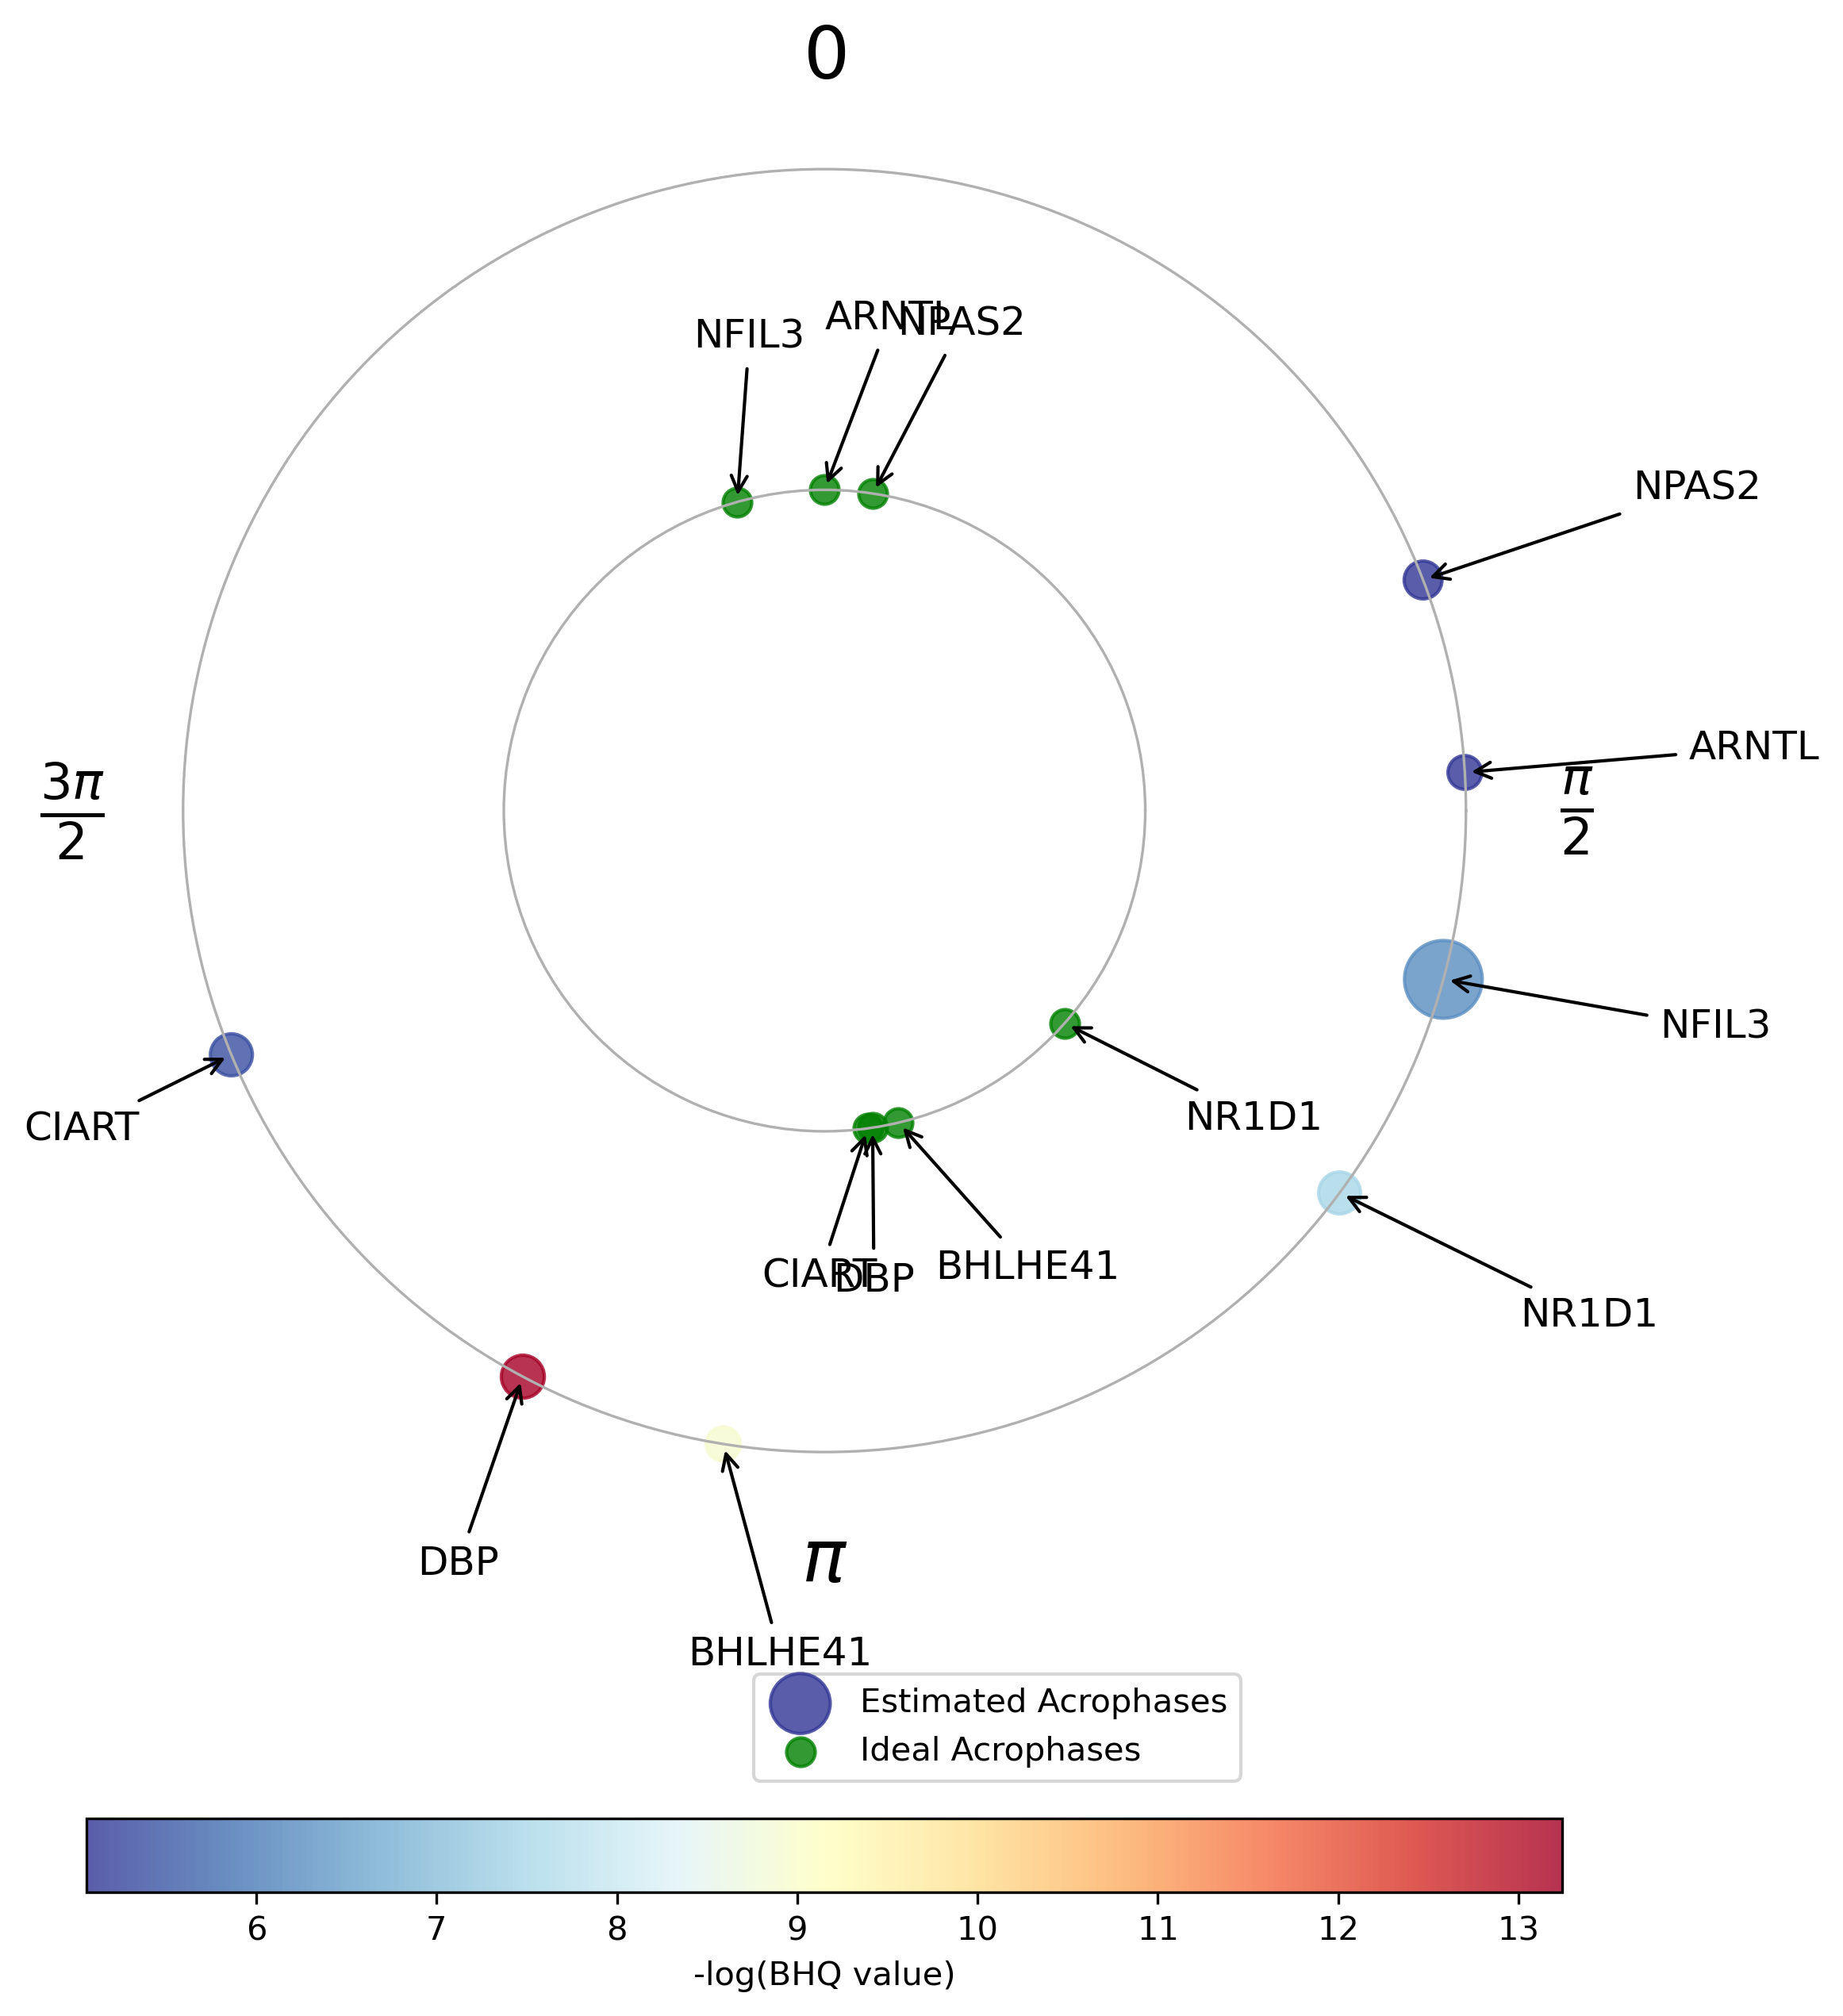 0
NFIL3
ARNTL
NPAS2
NPAS2
ARNTL
3π
2
π
2
NFIL3
NR1D1
CIART
CIART
DBP
BHLHE41
NR1D1
DBP
π
BHLHE41
Estimated Acrophases
Ideal Acrophases
6 7 8 9 10 11 12 13
-log(BHQ value)